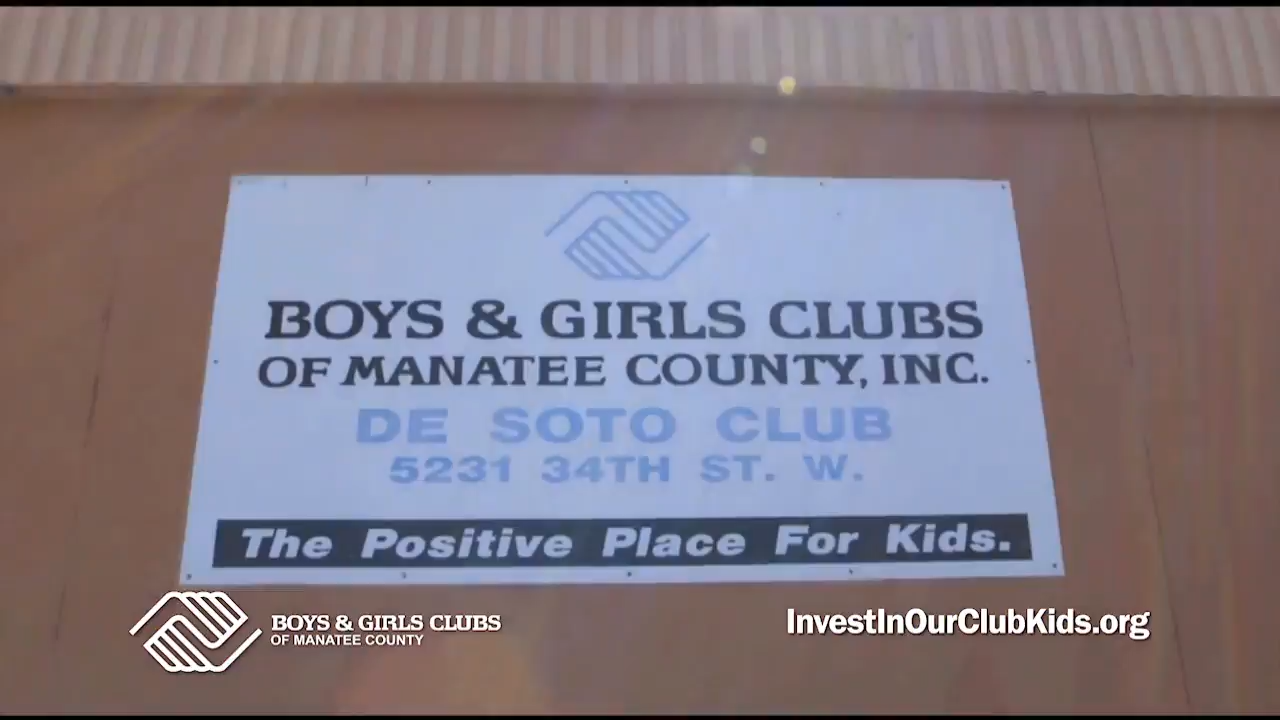 BOYS & GIRLS CLUBS
OF MANATEE COUNTY, INC.
DE SOTO CLUB
5231 34TH ST. W.
The Positive Place For Kids.
BOYS & GIRLS CLUBS
OF MANATEE COUNTY
InvestInOurClubKids.org